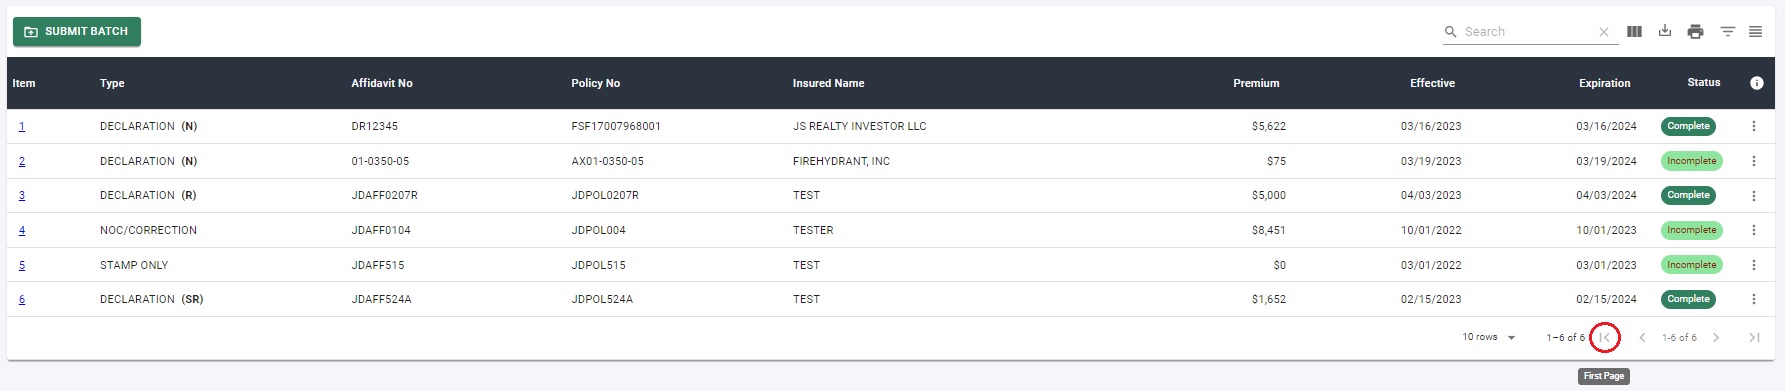 SUBMIT BATCH
Search
Item Type Affidavit No Policy No Insured Name Premium Effective Expiration Status
1 DECLARATION (N) DR12345 FSF17007968001 JS REALTY INVESTOR LLC $5,622 03/16/2023 03/16/2024 Complete
2 DECLARATION (N) 01-0350-05 AX01-0350-05 FIREHYDRANT, INC $75 03/19/2023 03/19/2024 Incomplete
3 DECLARATION (R) JDAFF0207R JDPOL0207R TEST $5,000 04/03/2023 04/03/2024 Complete
4 NOC/CORRECTION JDAFF0104 JDPOL004 TESTER $8,451 10/01/2022 10/01/2023 Incomplete
5 STAMP ONLY JDAFF515 JDPOL515 TEST $0 03/01/2022 03/01/2023 Incomplete
6 DECLARATION (SR) JDAFF524A JDPOL524A TEST $1,652 02/15/2023 02/15/2024 Complete
10 rows 1–6 of 6 1-6 of 6
First Page